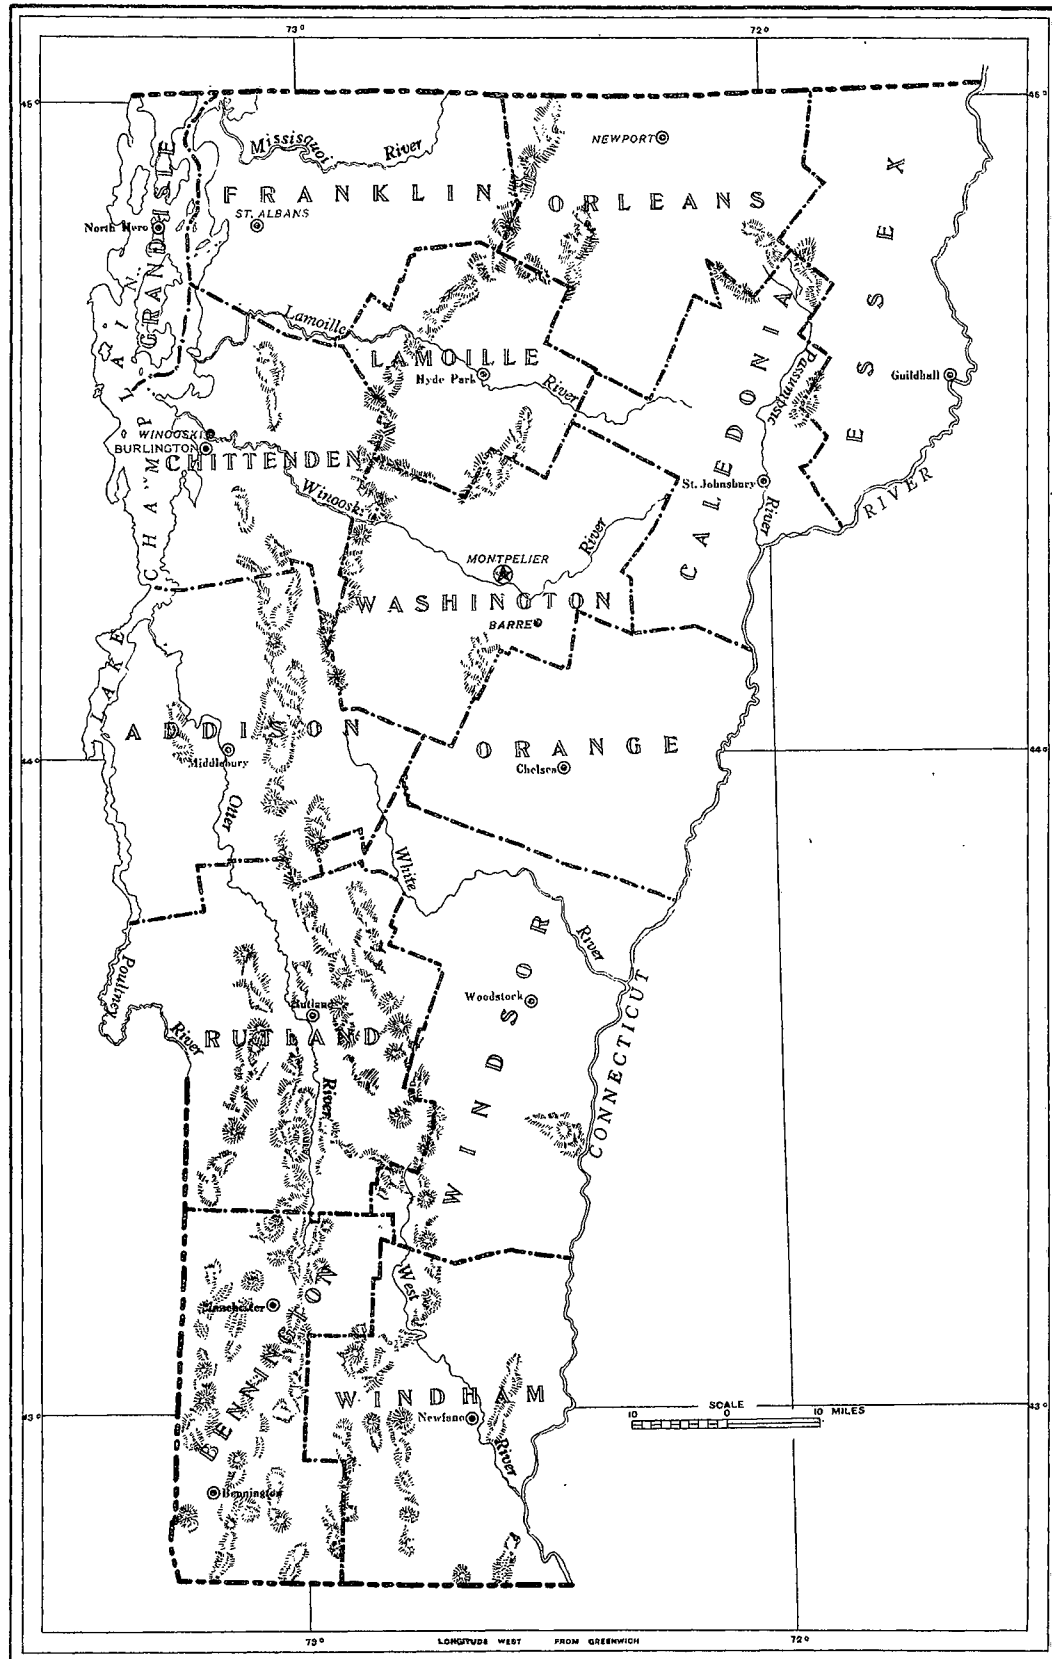 73°
72°
45°
45°
NEWPORT
Missisquoi River
FRANKLIN
ORLEANS
ESSEX
GRAND ISLE
ST. ALBANS
North Hero
LAKE CHAMPLAIN
Lamoille River
LAMOILLE
Hyde Park
CALEDONIA
Passumpsic River
Guildhall
WINOOSKI
BURLINGTON
CHITTENDEN
St. Johnsbury
Winooski River
CONNECTICUT RIVER
MONTPELIER
WASHINGTON
BARRE
ADDISON
ORANGE
Middlebury
Chelsea
44°
44°
Otter
White River
WINDSOR
Poultney River
Woodstock
Rutland
RUTLAND
River
BENNINGTON
Manchester
West River
WINDHAM
Newfane
43°
43°
SCALE
10 0 10 MILES
Bennington
73°
72°
LONGITUDE WEST FROM GREENWICH